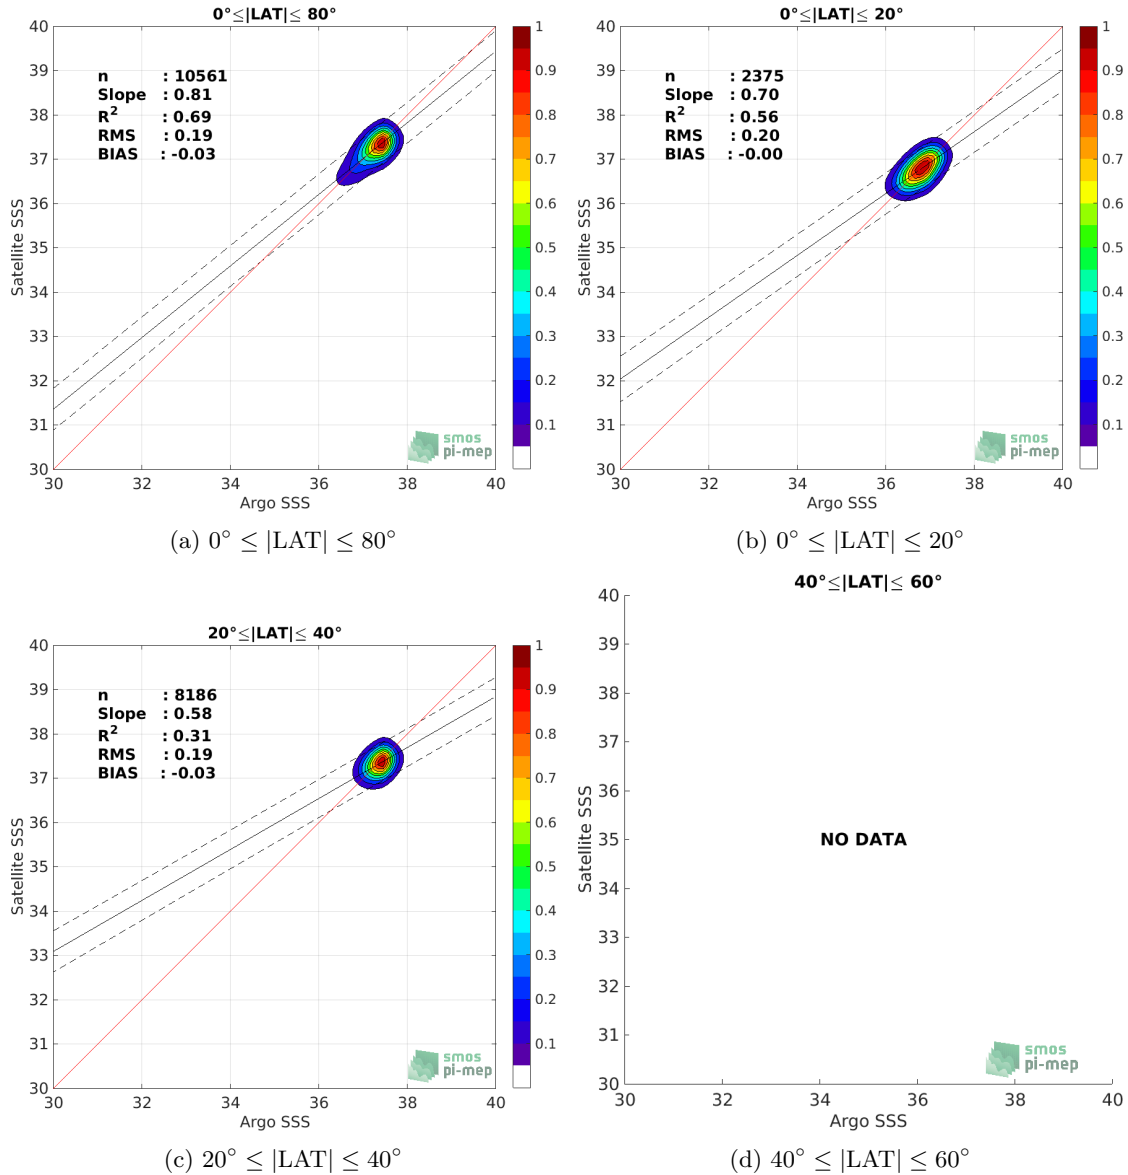 0°≤|LAT|≤ 80°
40
39
38
37
36
35
34
33
32
31
30
Satellite SSS
n : 10561
Slope : 0.81
R2 : 0.69
RMS : 0.19
BIAS : -0.03
smos
pi-mep
30 32 34 36 38 40
Argo SSS
1
0.9
0.8
0.7
0.6
0.5
0.4
0.3
0.2
0.1
(a) 0° ≤ |LAT| ≤ 80°
0°≤|LAT|≤ 20°
40
39
38
37
36
35
34
33
32
31
30
Satellite SSS
n : 2375
Slope : 0.70
R2 : 0.56
RMS : 0.20
BIAS : -0.00
smos
pi-mep
30 32 34 36 38 40
Argo SSS
1
0.9
0.8
0.7
0.6
0.5
0.4
0.3
0.2
0.1
(b) 0° ≤ |LAT| ≤ 20°
20°≤|LAT|≤ 40°
40
39
38
37
36
35
34
33
32
31
30
Satellite SSS
n : 8186
Slope : 0.58
R2 : 0.31
RMS : 0.19
BIAS : -0.03
smos
pi-mep
30 32 34 36 38 40
Argo SSS
1
0.9
0.8
0.7
0.6
0.5
0.4
0.3
0.2
0.1
(c) 20° ≤ |LAT| ≤ 40°
40°≤|LAT|≤ 60°
40
39
38
37
36
35
34
33
32
31
30
Satellite SSS
NO DATA
smos
pi-mep
30 32 34 36 38 40
Argo SSS
(d) 40° ≤ |LAT| ≤ 60°